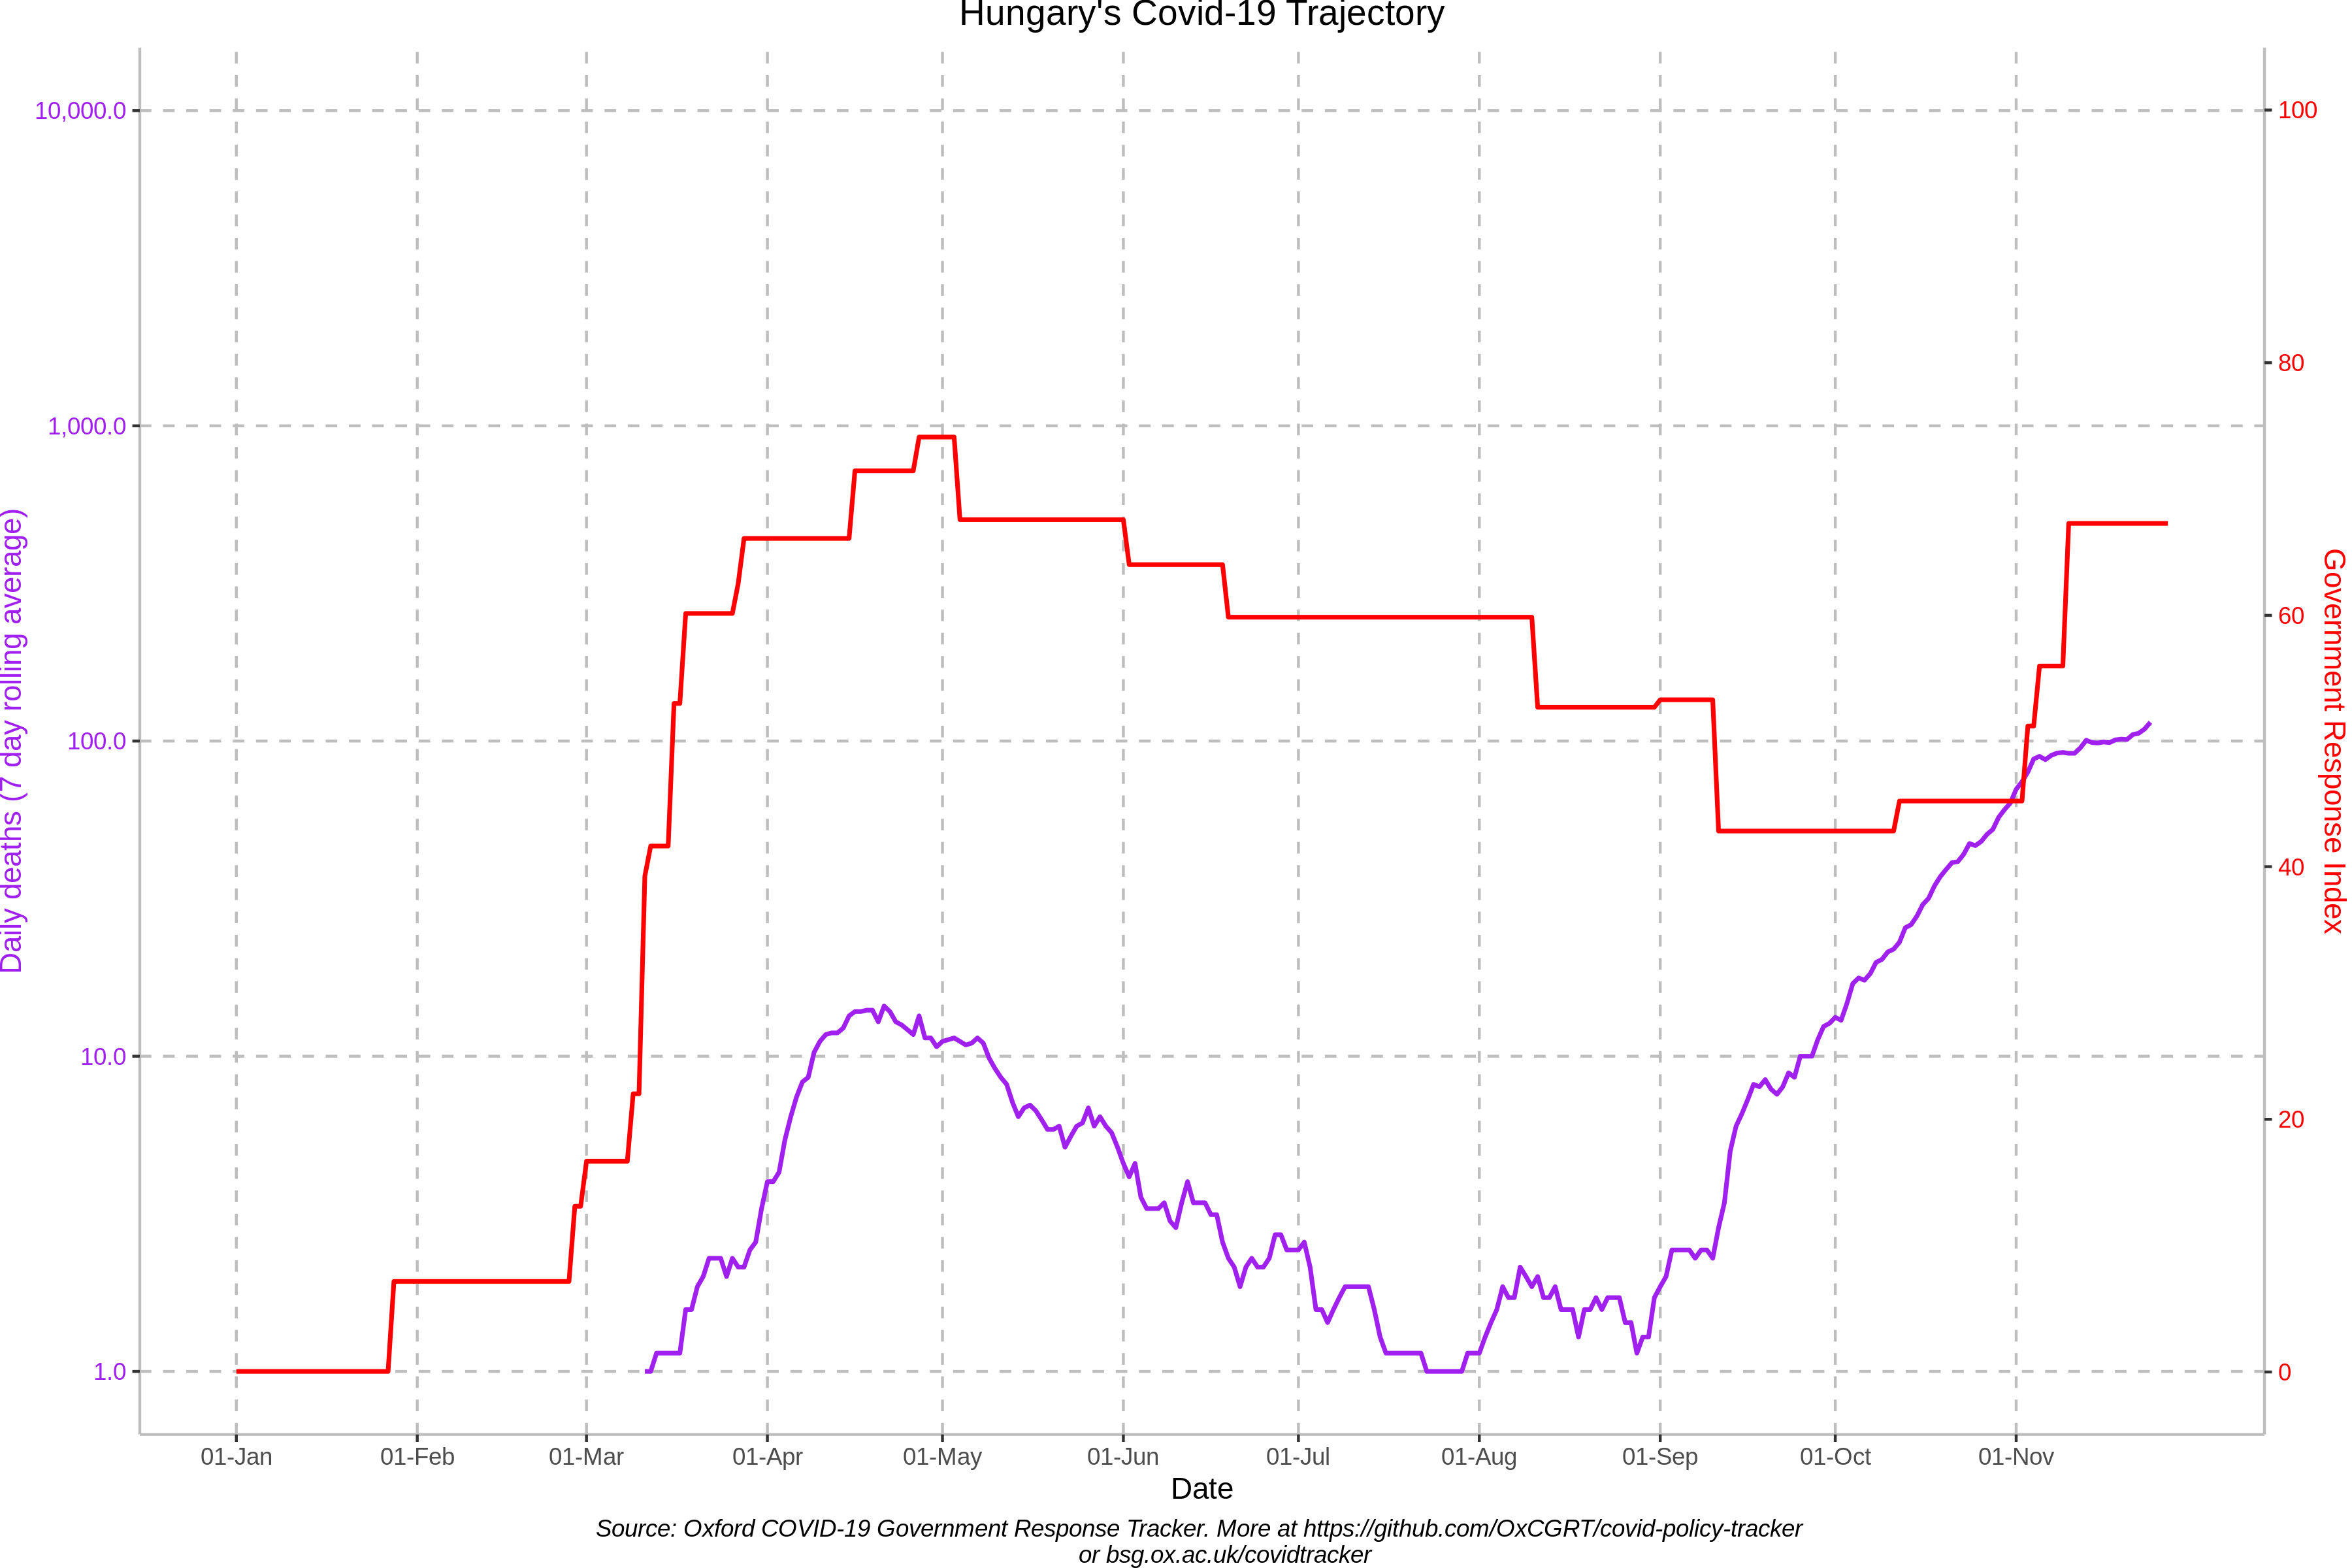 Hungary's Covid-19 Trajectory
10,000.0
1,000.0
100.0
10.0
1.0
Daily deaths (7 day rolling average)
100
80
60
40
20
0
Government Response Index
01-Jan
01-Feb
01-Mar
01-Apr
01-May
01-Jun
01-Jul
01-Aug
01-Sep
01-Oct
01-Nov
Date
Source: Oxford COVID-19 Government Response Tracker. More at https://github.com/OxCGRT/covid-policy-tracker
or bsg.ox.ac.uk/covidtracker